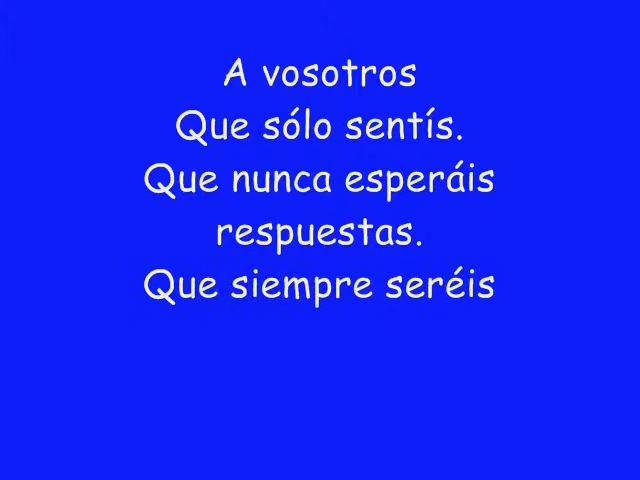 A vosotros
Que sólo sentís.
Que nunca esperáis
respuestas.
Que siempre seréis